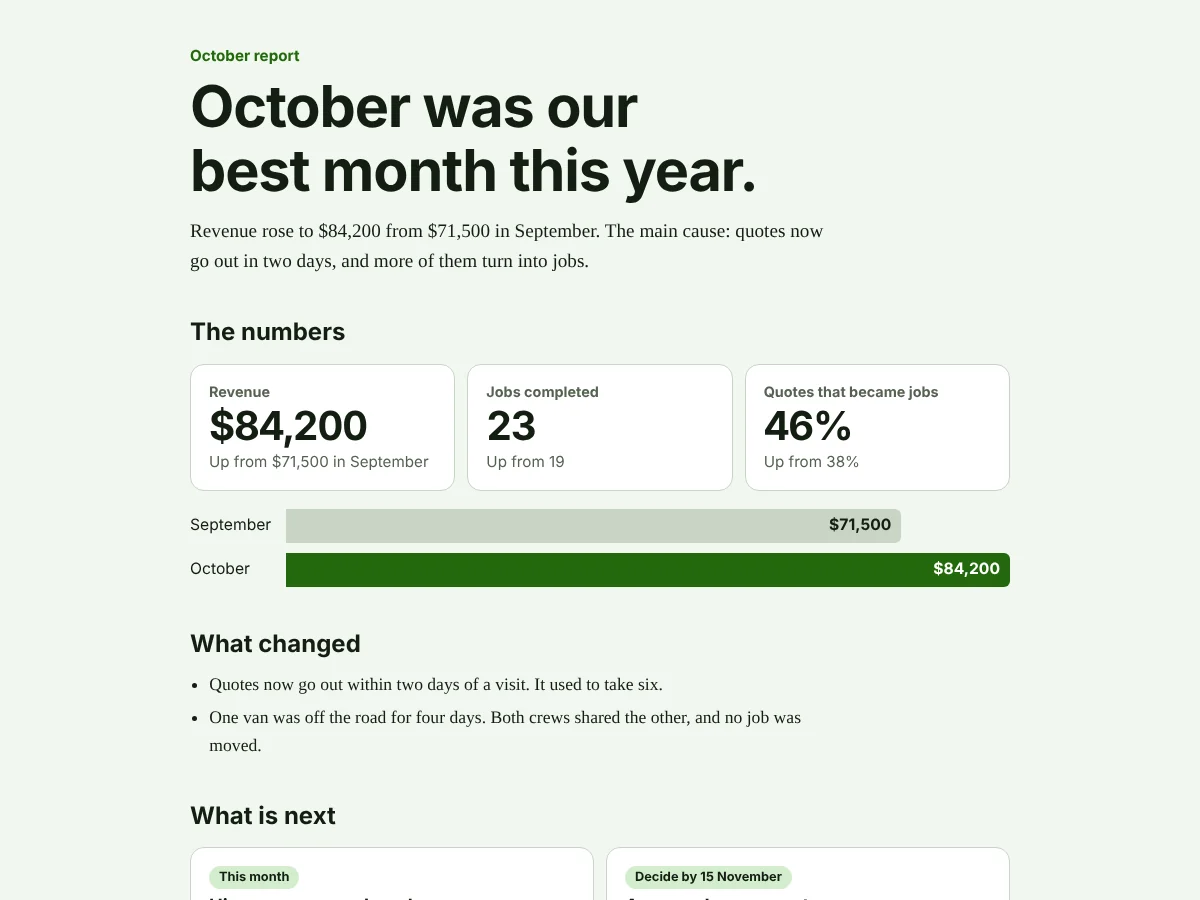 October report
October was our
best month this year.
Revenue rose to $84,200 from $71,500 in September. The main cause: quotes now
go out in two days, and more of them turn into jobs.
The numbers
Revenue
$84,200
Up from $71,500 in September
Jobs completed
23
Up from 19
Quotes that became jobs
46%
Up from 38%
September
$71,500
October
$84,200
What changed
• Quotes now go out within two days of a visit. It used to take six.
• One van was off the road for four days. Both crews shared the other, and no job was
moved.
What is next
This month
Decide by 15 November